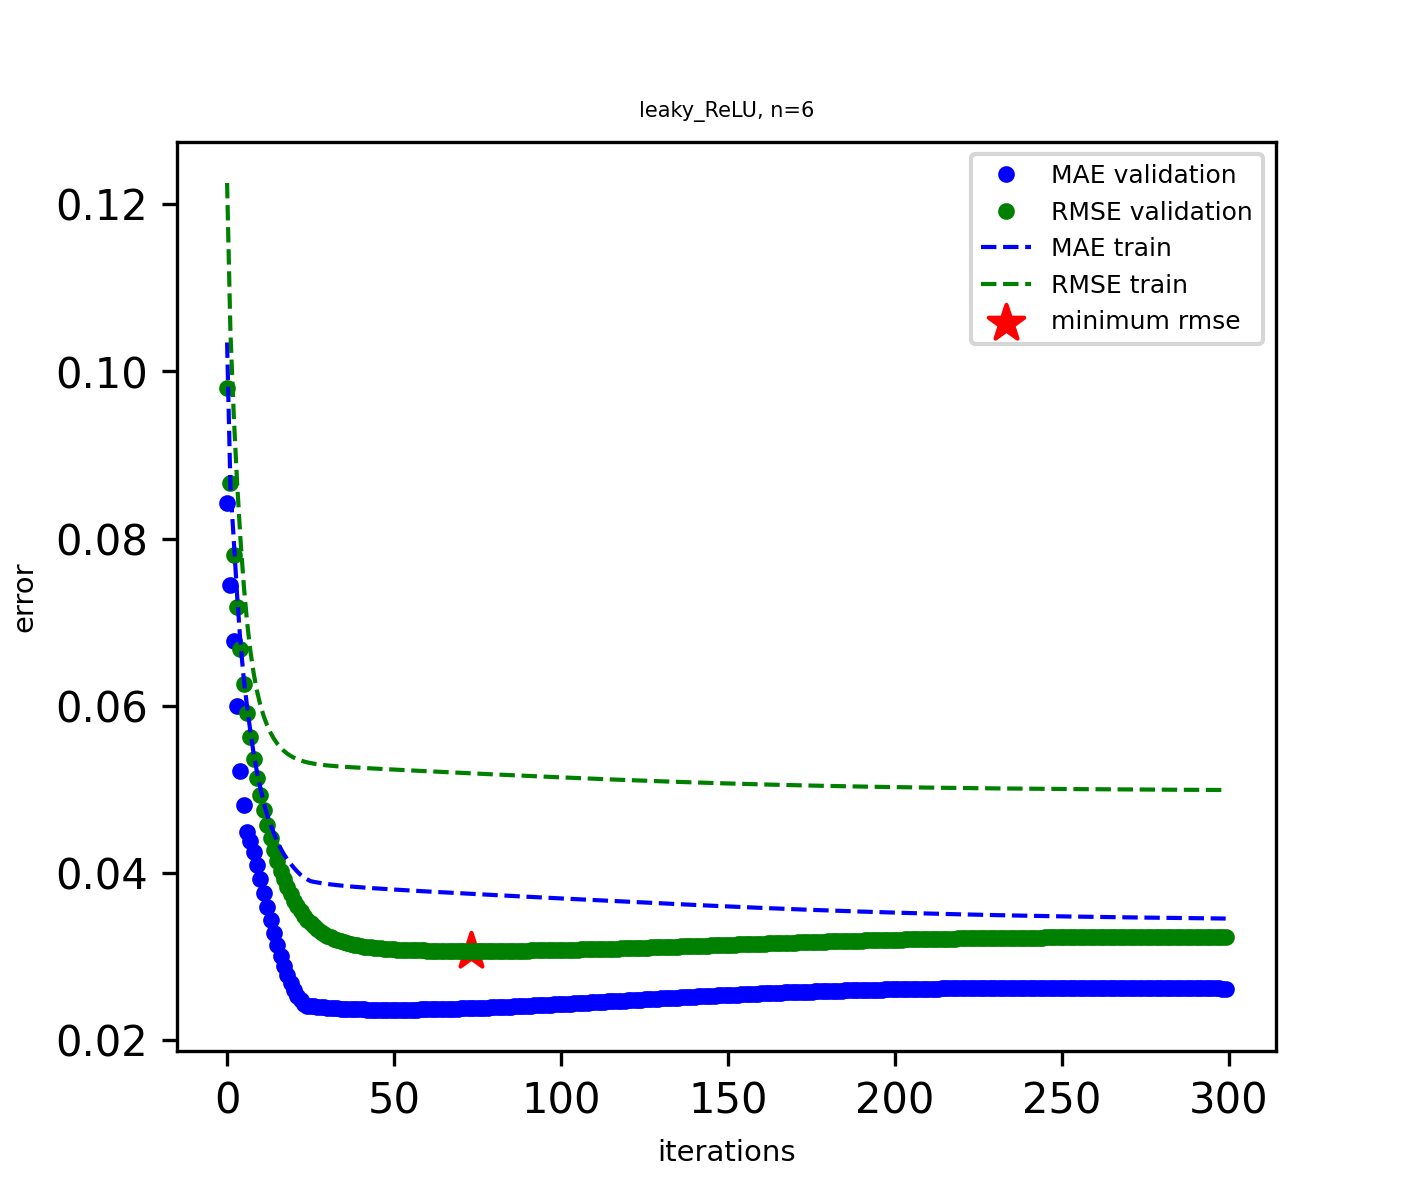 leaky_ReLU, n=6
MAE validation
RMSE validation
MAE train
RMSE train
minimum rmse
0.12
0.10
0.08
0.06
0.04
0.02
error
0 50 100 150 200 250 300
iterations